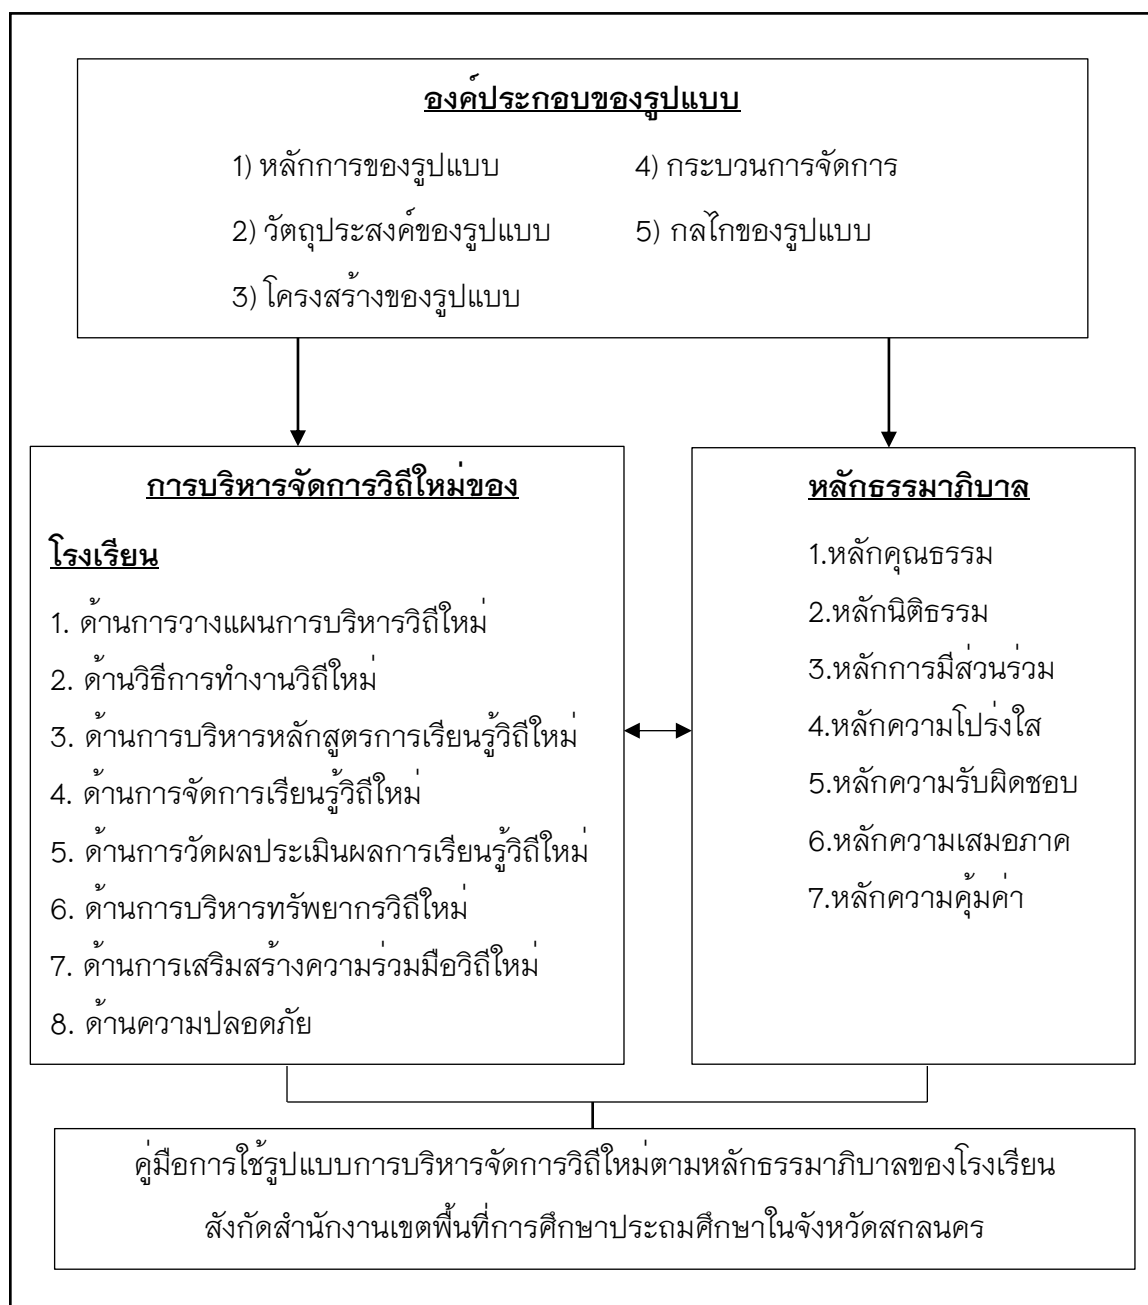 องค์ประกอบของรูปแบบ
1) หลักการของรูปแบบ
2) วัตถุประสงค์ของรูปแบบ
3) โครงสร้างของรูปแบบ
4) กระบวนการจัดการ
5) กลไกของรูปแบบ
การบริหารจัดการวิถีใหม่ของ
โรงเรียน
1. ด้านการวางแผนการบริหารวิถีใหม่
2. ด้านวิธีการทำงานวิถีใหม่
3. ด้านการบริหารหลักสูตรการเรียนรู้วิถีใหม่
4. ด้านการจัดการเรียนรู้วิถีใหม่
5. ด้านการวัดผลประเมินผลการเรียนรู้วิถีใหม่
6. ด้านการบริหารทรัพยากรวิถีใหม่
7. ด้านการเสริมสร้างความร่วมมือวิถีใหม่
8. ด้านความปลอดภัย
หลักธรรมาภิบาล
1.หลักคุณธรรม
2.หลักนิติธรรม
3.หลักการมีส่วนร่วม
4.หลักความโปร่งใส
5.หลักความรับผิดชอบ
6.หลักความเสมอภาค
7.หลักความคุ้มค่า
คู่มือการใช้รูปแบบการบริหารจัดการวิถีใหม่ตามหลักธรรมาภิบาลของโรงเรียน
สังกัดสำนักงานเขตพื้นที่การศึกษาประถมศึกษาในจังหวัดสกลนคร